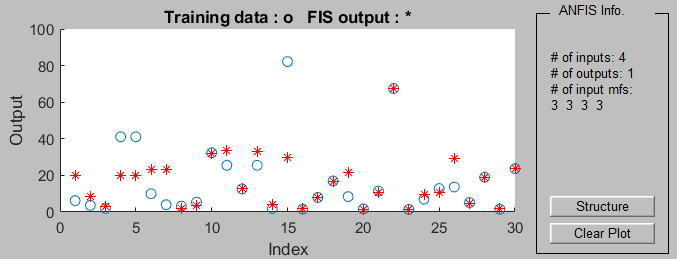 Training data : o FIS output : *
ANFIS Info.
100
80
60
40
20
0
Output
0 5 10 15 20 25 30
Index
# of inputs: 4
# of outputs: 1
# of input mfs:
3 3 3 3
Structure
Clear Plot